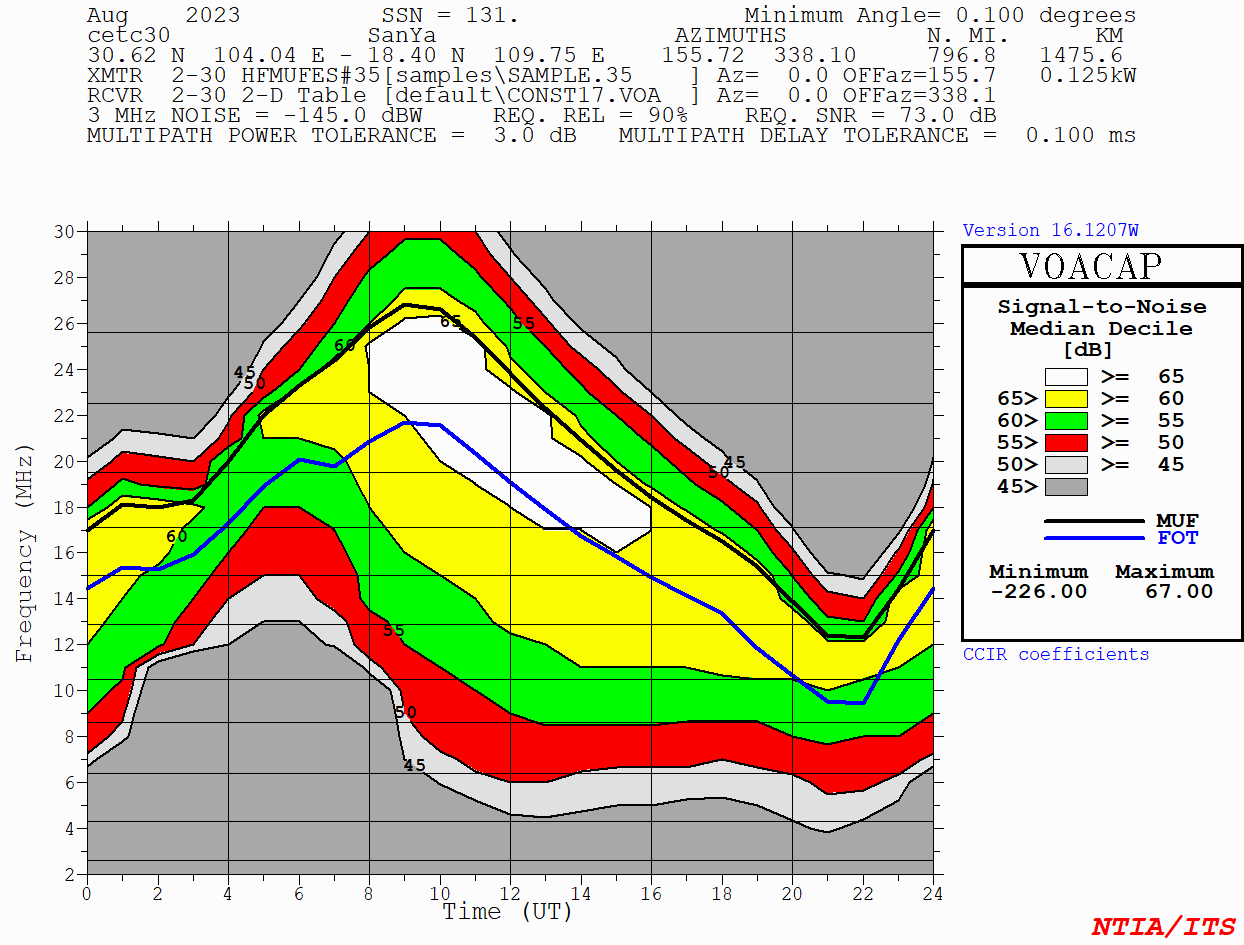 Aug    2023          SSN = 131.                Minimum Angle= 0.100 degrees
cetc30              SanYa                   AZIMUTHS          N. MI.      KM
30.62 N  104.04 E - 18.40 N  109.75 E    155.72  338.10     796.8   1475.6
XMTR  2-30 HFMUFES#35[samples\SAMPLE.35    ] Az=  0.0 OFFaz=155.7   0.125kW
RCVR  2-30 2-D Table [default\CONST17.VOA  ] Az=  0.0 OFFaz=338.1
3 MHz NOISE = -145.0 dBW     REQ. REL = 90%    REQ. SNR = 73.0 dB
MULTIPATH POWER TOLERANCE =  3.0 dB   MULTIPATH DELAY TOLERANCE =  0.100 ms
Version 16.1207W
VOACAP
Signal-to-Noise
Median Decile
[dB]
>= 65
65> >= 60
60> >= 55
55> >= 50
50> >= 45
45>
MUF
FOT
Minimum Maximum
-226.00 67.00
CCIR coefficients
NTIA/ITS
Frequency (MHz)
30
28
26
24
22
20
18
16
14
12
10
8
6
4
2
0 2 4 6 8 10 12 14 16 18 20 22 24
Time (UT)
65
55
60
45
50
45
50
60
55
50
45